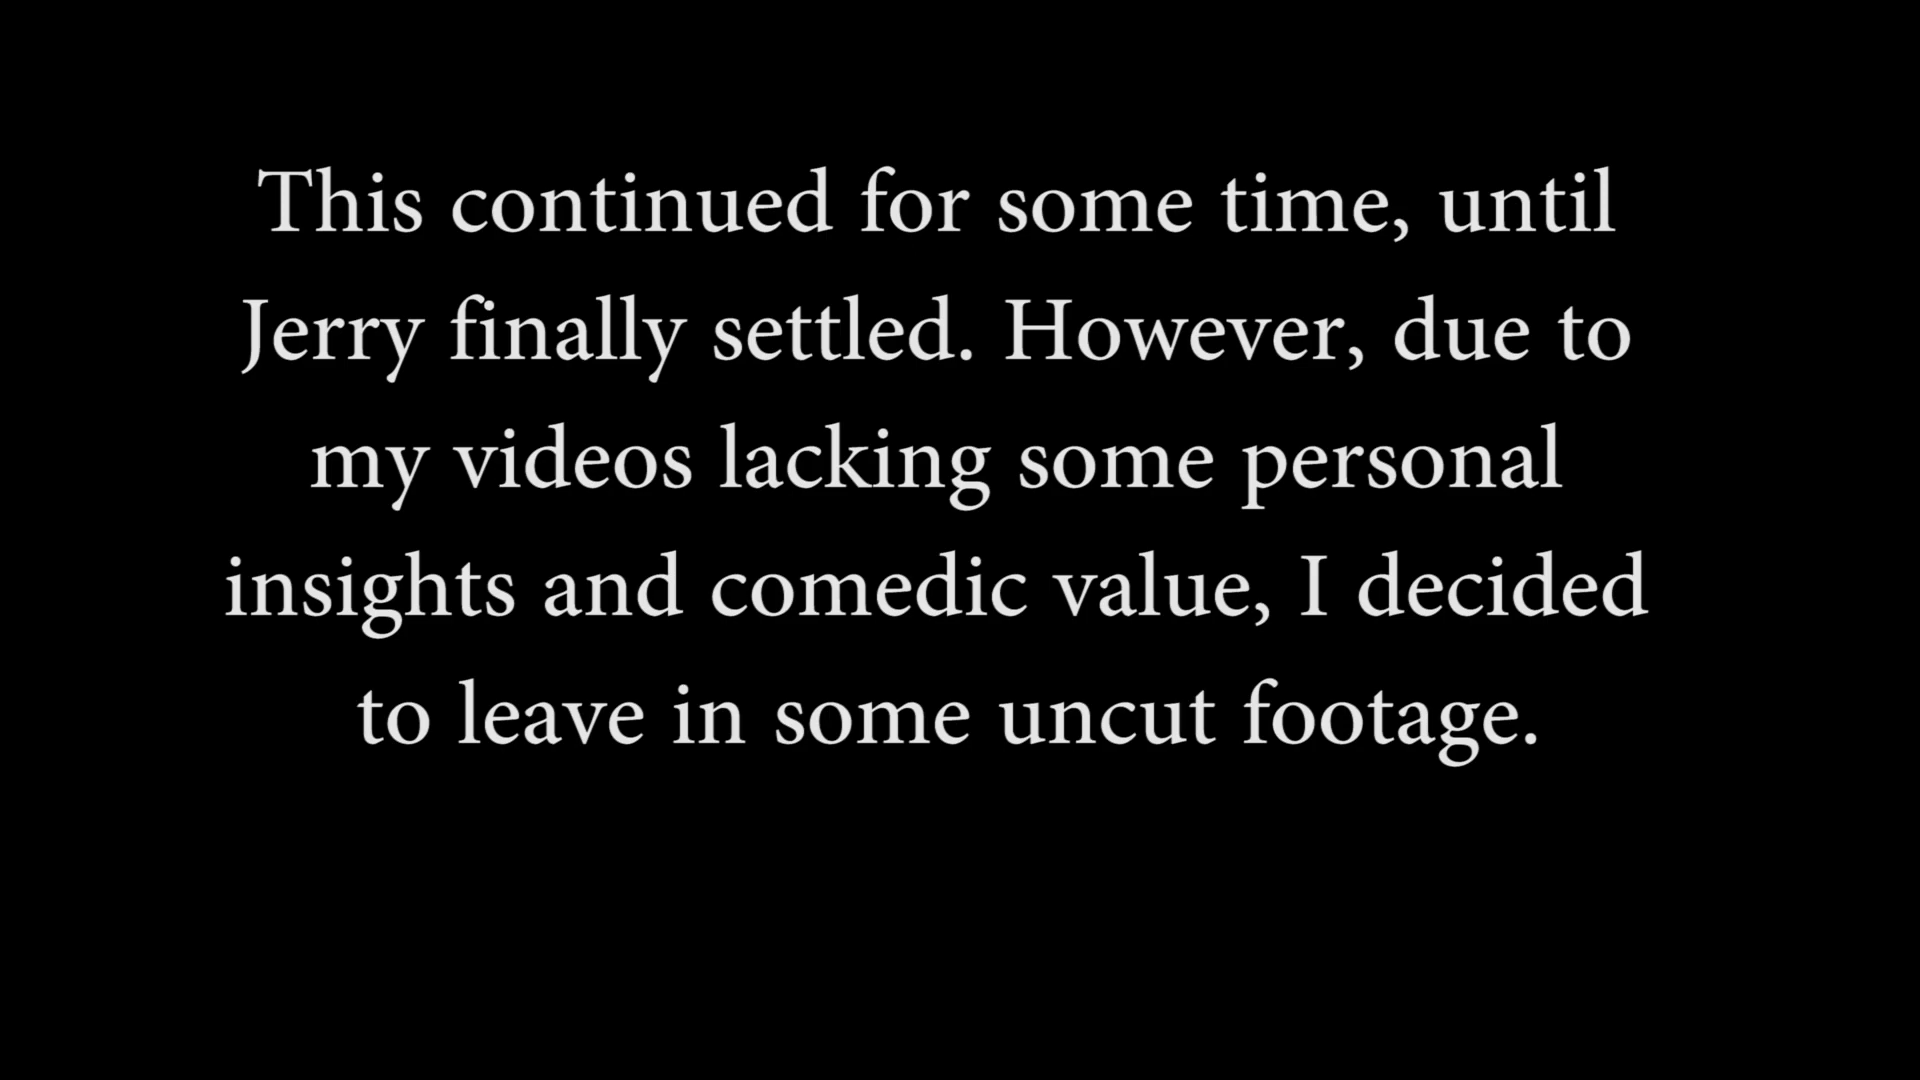 This continued for some time, until
Jerry finally settled. However, due to
my videos lacking some personal
insights and comedic value, I decided
to leave in some uncut footage.